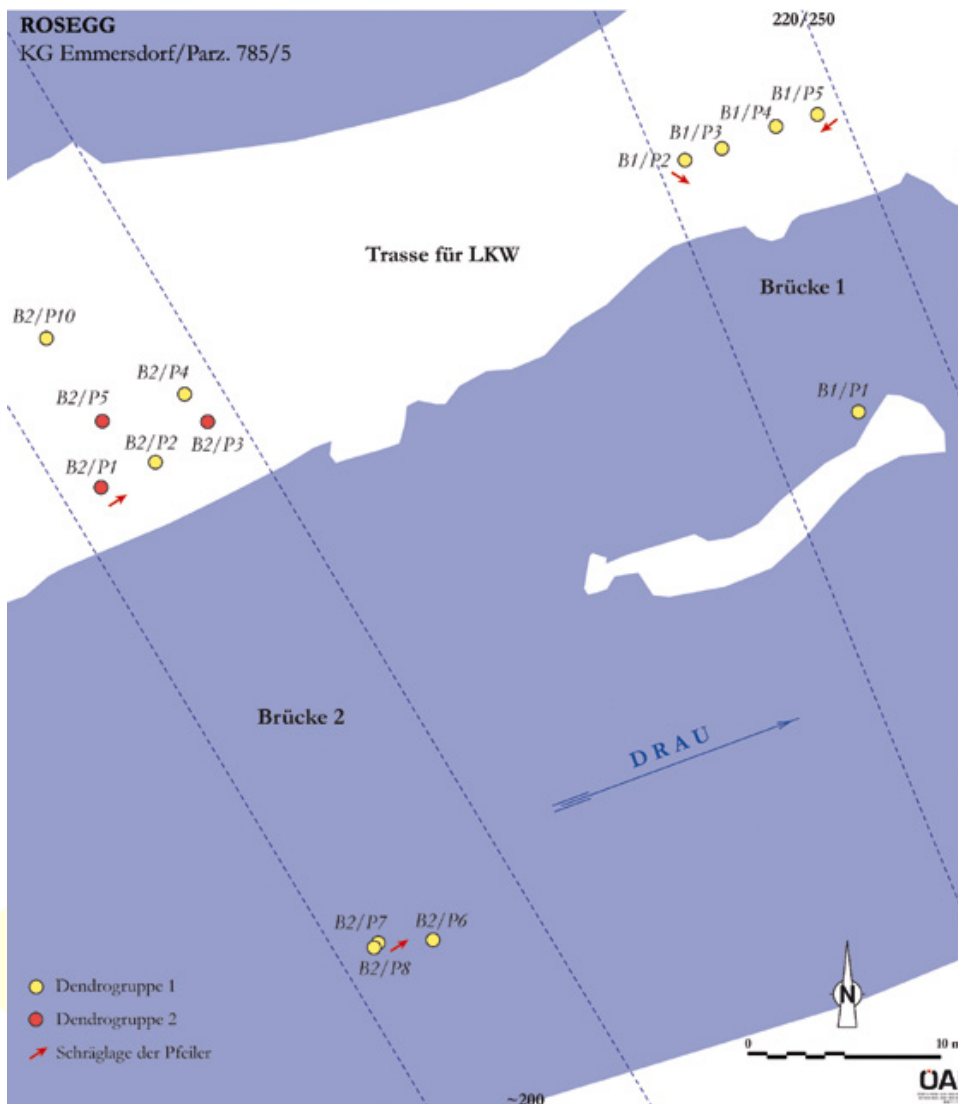 ROSEGG
KG Emmersdorf/Parz. 785/5
220/250
B1/P5
B1/P4
B1/P3
B1/P2
Trasse für LKW
Brücke 1
B2/P10
B2/P4
B2/P5
B1/P1
B2/P3
B2/P2
B2/P1
Brücke 2
DRAU
B2/P7
B2/P6
B2/P8
Dendrogruppe 1
Dendrogruppe 2
Schräglage der Pfeiler
N
0 10 m
~200
ÖA